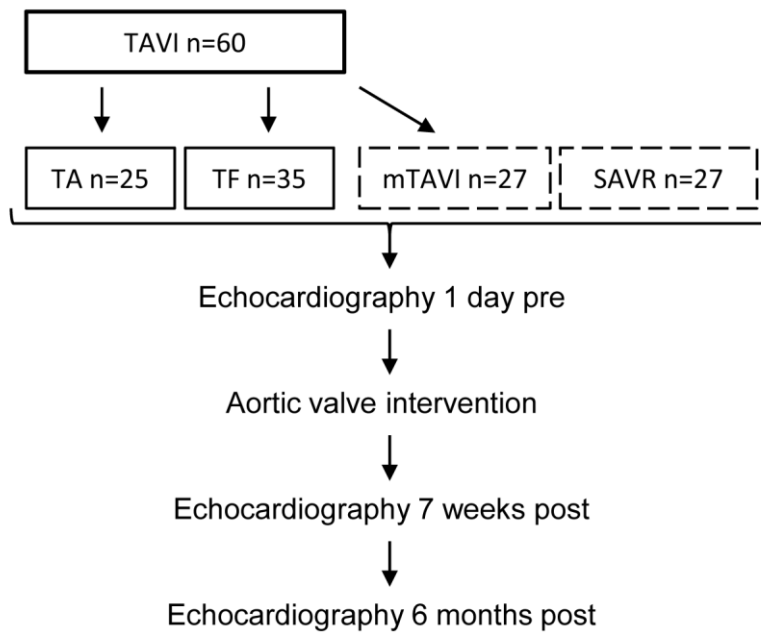 TAVI n=60
TA n=25 TF n=35 mTAVI n=27 SAVR n=27
Echocardiography 1 day pre
Aortic valve intervention
Echocardiography 7 weeks post
Echocardiography 6 months post